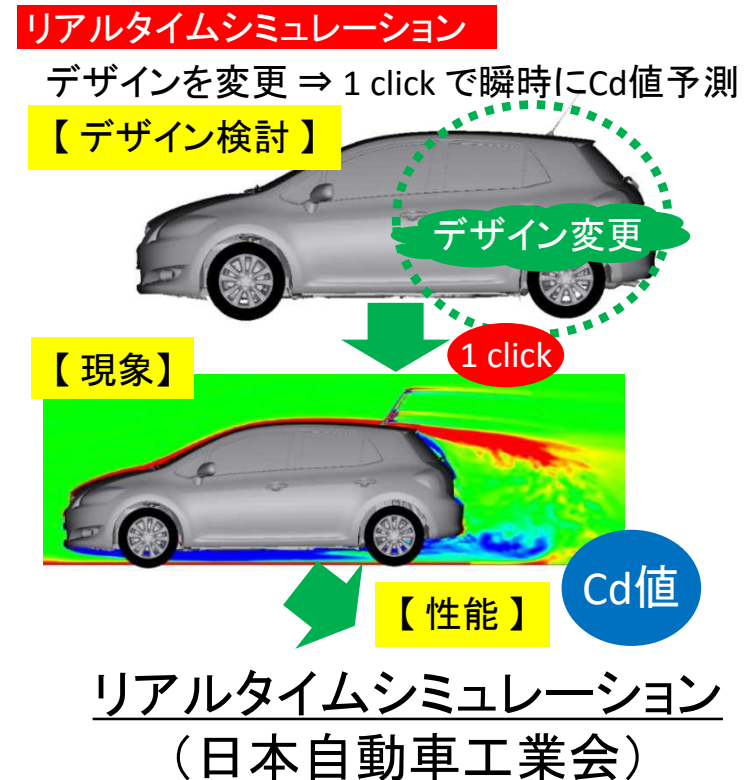 リアルタイムシミュレーション
デザインを変更 ⇒ 1 click で瞬時にCd値予測
【 デザイン検討 】
デザイン変更
1 click
【 現象】
Cd値
【 性能 】
リアルタイムシミュレーション
（日本自動車工業会）